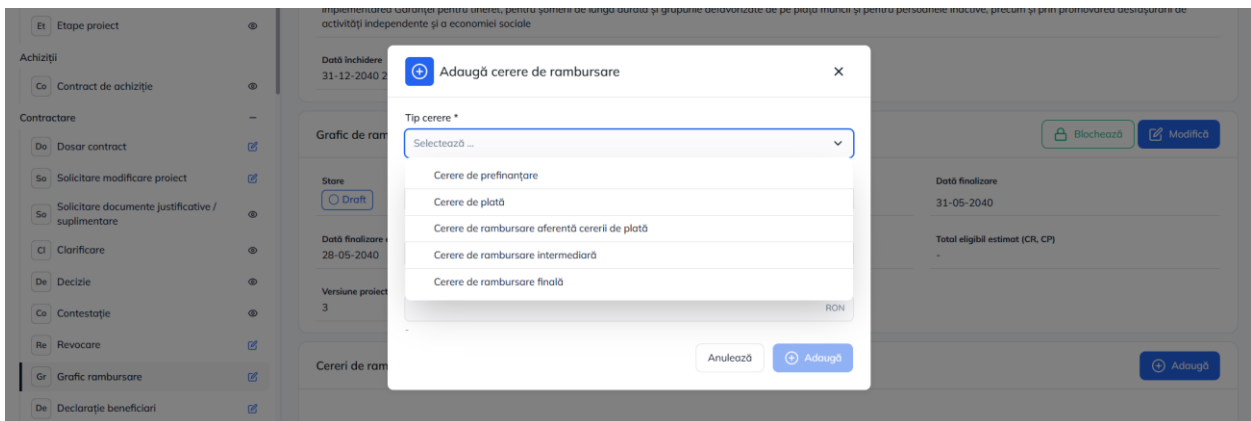 implementarea Garanției pentru tineret, pentru șomerii de lungă durată și grupurile defavorizate de pe piața muncii și pentru persoanele inactive, precum și prin promovarea desfășurării de
activități independente și a economiei sociale
Et Etape proiect
Achiziții
Co Contract de achiziție
Contractare
Do Dosar contract
So Solicitare modificare proiect
So Solicitare documente justificative /
suplimentare
Cl Clarificare
De Decizie
Co Contestație
Re Revocare
Gr Grafic rambursare
De Declarație beneficiari
Dată închidere
31-12-2040 2
Grafic de ram
Blochează
Modifică
Stare
Draft
Dată finalizare
31-05-2040
Dată finalizare
28-05-2040
Total eligibil estimat (CR, CP)
-
Versiune proiect
3
Cereri de ram
Adaugă
Adaugă cerere de rambursare
Tip cerere *
Selectează ...
Cerere de prefinanțare
Cerere de plată
Cerere de rambursare aferentă cererii de plată
Cerere de rambursare intermediară
Cerere de rambursare finală
RON
-
Anulează
Adaugă